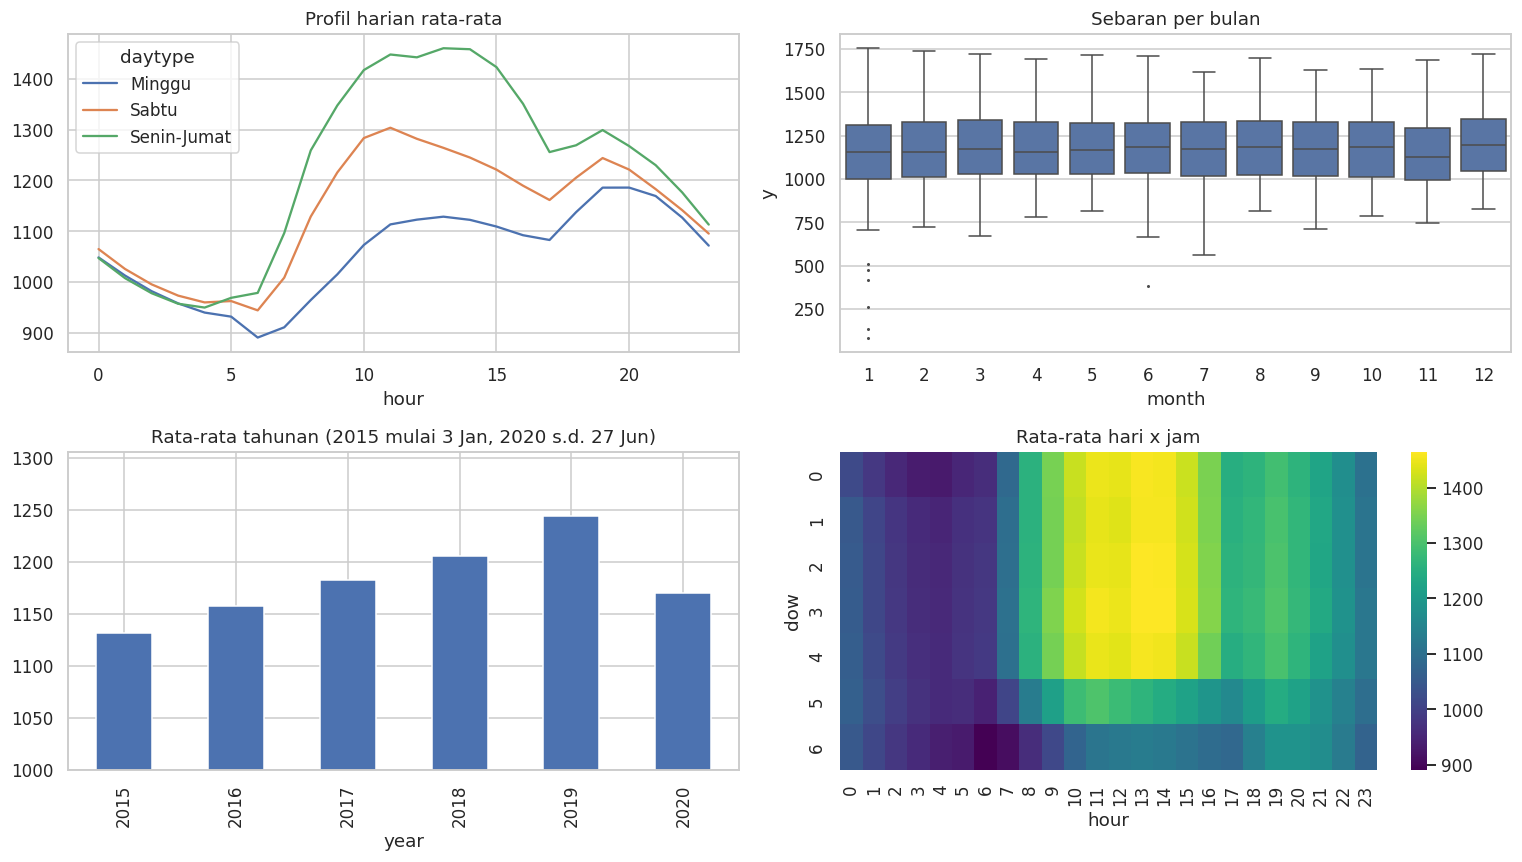 Profil harian rata-rata
daytype
Minggu
Sabtu
Senin-Jumat
1400
1300
1200
1100
1000
900
0 5 10 15 20
hour
Sebaran per bulan
y
1750
1500
1250
1000
750
500
250
1 2 3 4 5 6 7 8 9 10 11 12
month
Rata-rata tahunan (2015 mulai 3 Jan, 2020 s.d. 27 Jun)
1300
1250
1200
1150
1100
1050
1000
2015 2016 2017 2018 2019 2020
year
Rata-rata hari x jam
dow
0
1
2
3
4
5
6
0 1 2 3 4 5 6 7 8 9 10 11 12 13 14 15 16 17 18 19 20 21 22 23
hour
1400
1300
1200
1100
1000
900